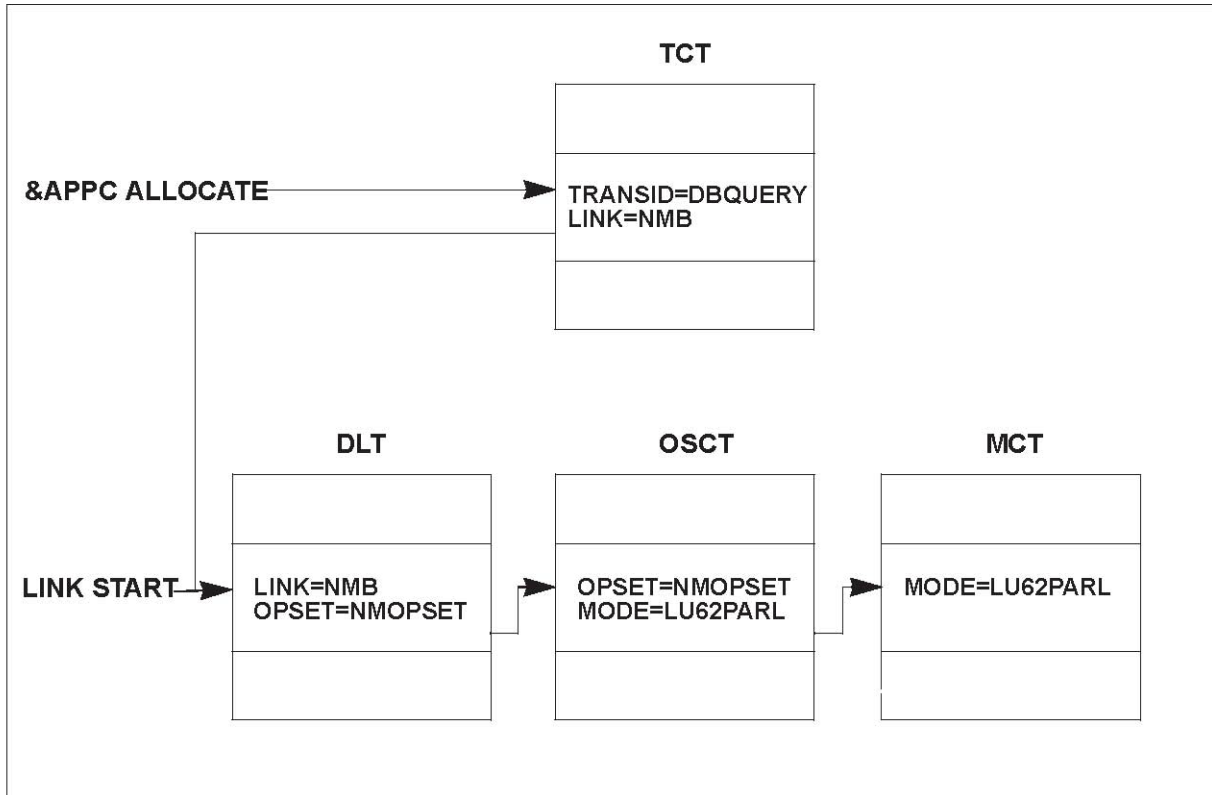 TCT
&APPC ALLOCATE
TRANSID=DBQUERY
LINK=NMB
DLT
OSCT
MCT
LINK START
LINK=NMB
OPSET=NMOPSET
OPSET=NMOPSET
MODE=LU62PARL
MODE=LU62PARL